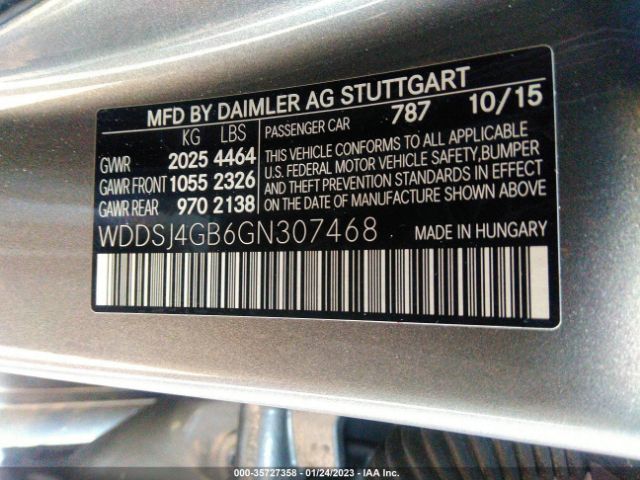 MFD BY DAIMLER AG STUTTGART
KG LBS
PASSENGER CAR 787 10/15
GVWR 2025 4464
GAWR FRONT 1055 2326
GAWR REAR 970 2138
THIS VEHICLE CONFORMS TO ALL APPLICABLE
U.S. FEDERAL MOTOR VEHICLE SAFETY, BUMPER
AND THEFT PREVENTION STANDARDS IN EFFECT
ON THE DATE OF MANUFACTURE SHOWN ABOVE.
WDDSJ4GB6GN307468 MADE IN HUNGARY
000-35727358 - 01/24/2023 - IAA Inc.